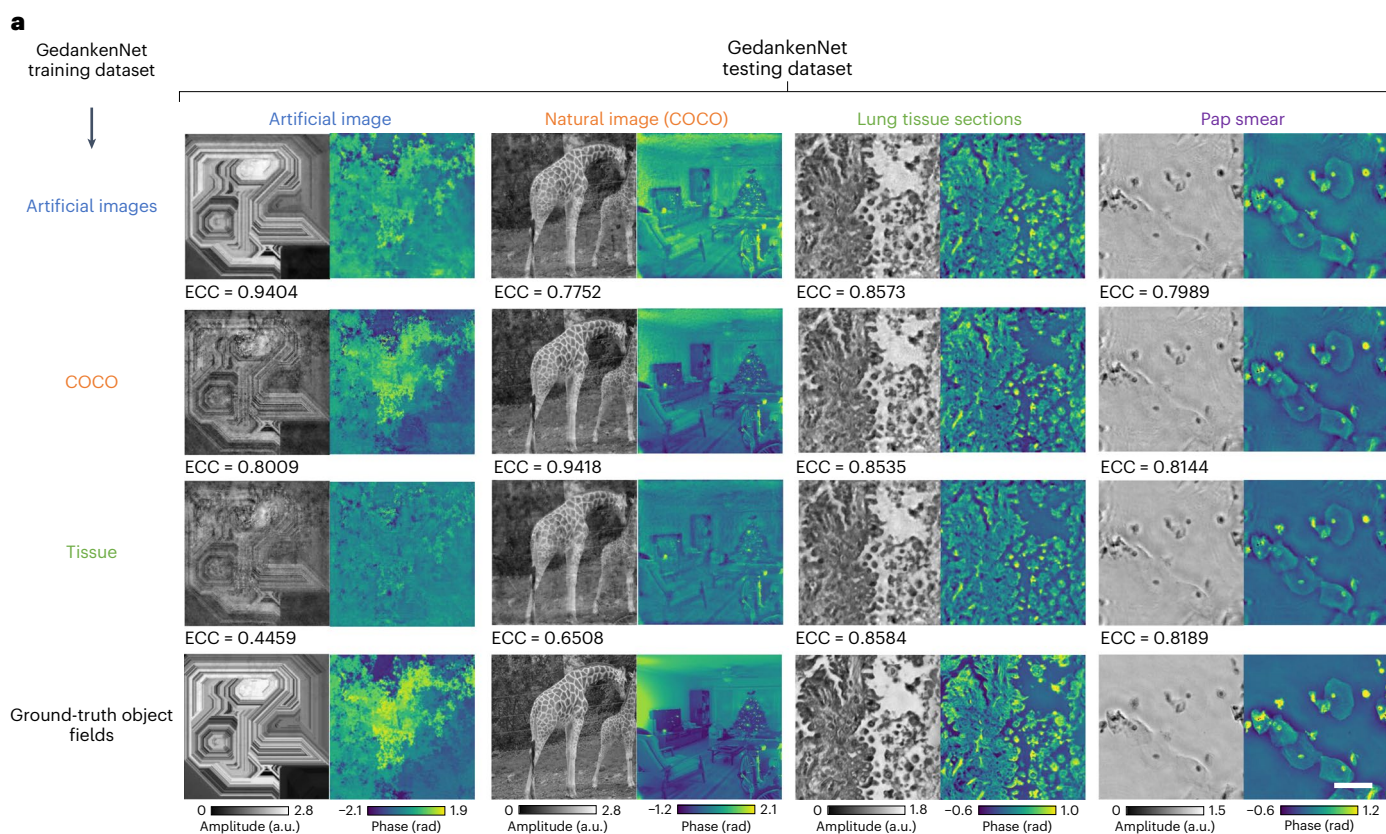 a
GedankenNet
training dataset
GedankenNet
testing dataset
Artificial image
Natural image (COCO)
Lung tissue sections
Pap smear
Artificial images
ECC = 0.9404
ECC = 0.7752
ECC = 0.8573
ECC = 0.7989
COCO
ECC = 0.8009
ECC = 0.9418
ECC = 0.8535
ECC = 0.8144
Tissue
ECC = 0.4459
ECC = 0.6508
ECC = 0.8584
ECC = 0.8189
Ground-truth object
fields
0 2.8
Amplitude (a.u.)
−2.1 1.9
Phase (rad)
0 2.8
Amplitude (a.u.)
−1.2 2.1
Phase (rad)
0 1.8
Amplitude (a.u.)
−0.6 1.0
Phase (rad)
0 1.5
Amplitude (a.u.)
−0.6 1.2
Phase (rad)